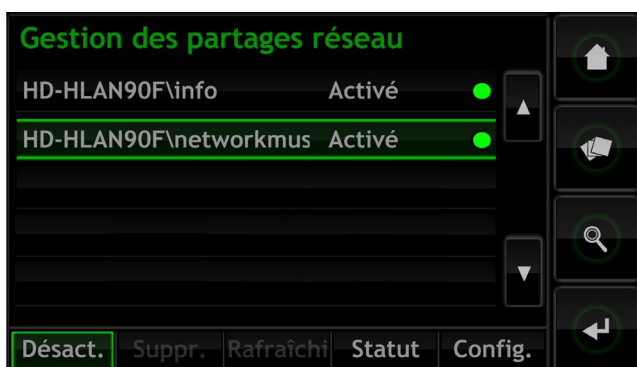 Gestion des partages réseau
HD-HLAN90F\info Activé
HD-HLAN90F\networkmus Activé
Désact. Suppr. Rafraîchi Statut Config.